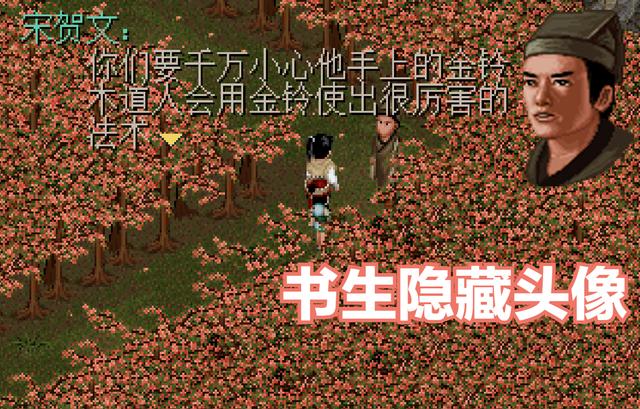 宋贺文：
你们要千万小心他手上的金铃
木道人会用金铃使出很厉害的
法术
书生隐藏头像